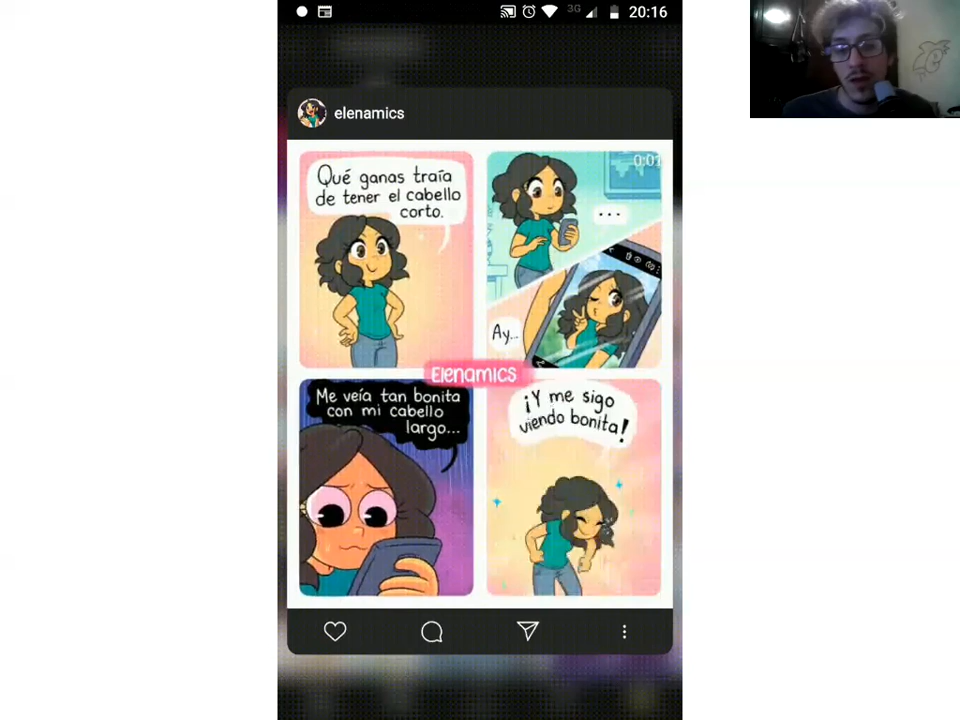 3G 20:16
elenamics
Qué ganas traía
de tener el cabello
corto.
0:01
...
Ay...
Elenamics
Me veía tan bonita
con mi cabello
largo...
¡Y me sigo
viendo bonita!